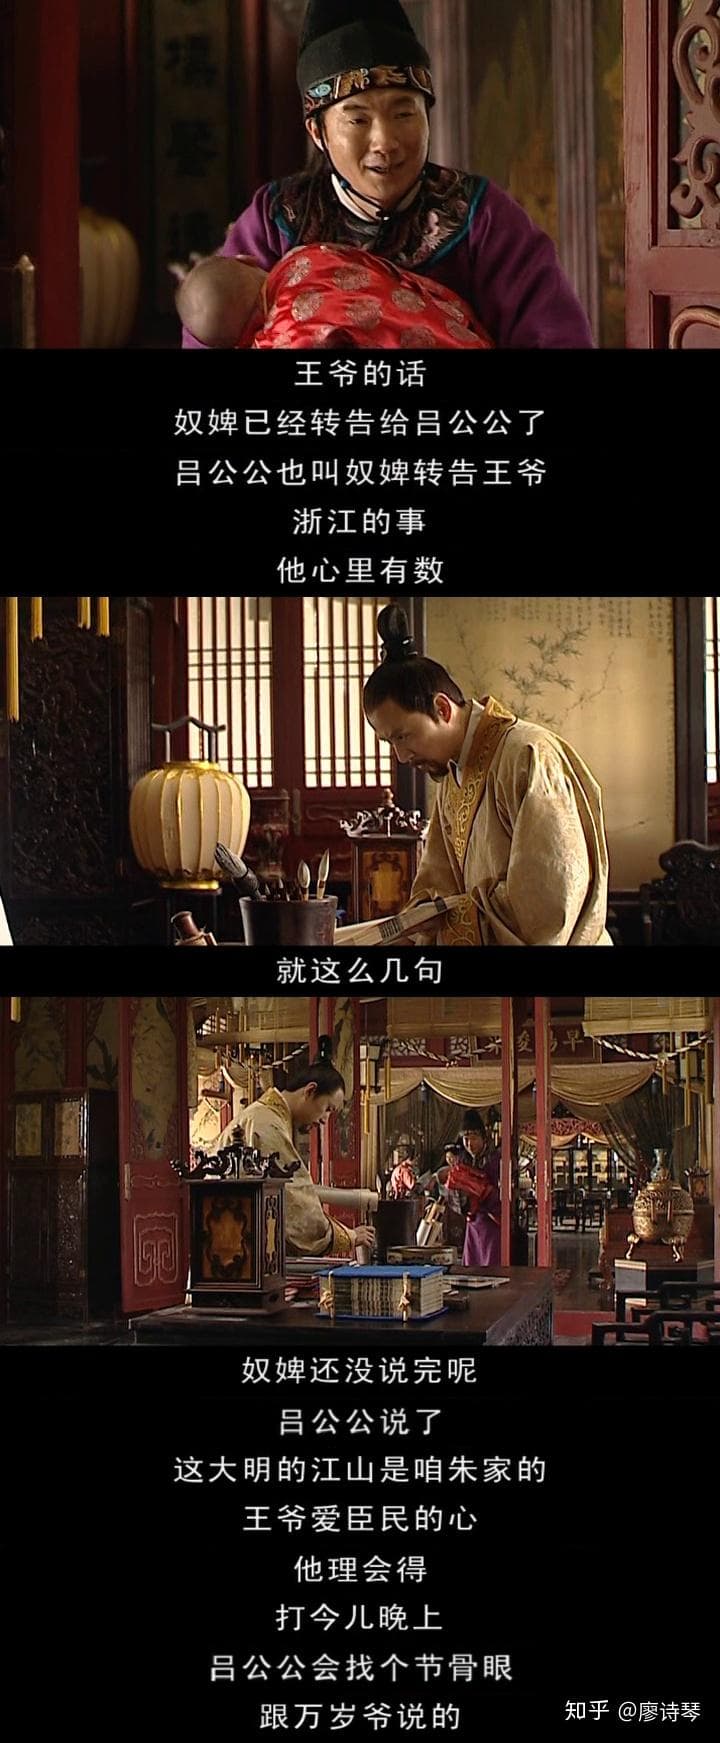 王爷的话
奴婢已经转告给吕公公了
吕公公也叫奴婢转告王爷
浙江的事
他心里有数
就这么几句
奴婢还没说完呢
吕公公说了
这大明的江山是咱朱家的
王爷爱臣民的心
他理会得
打今儿晚上
吕公公会找个节骨眼
跟万岁爷说的
知乎 @廖诗琴